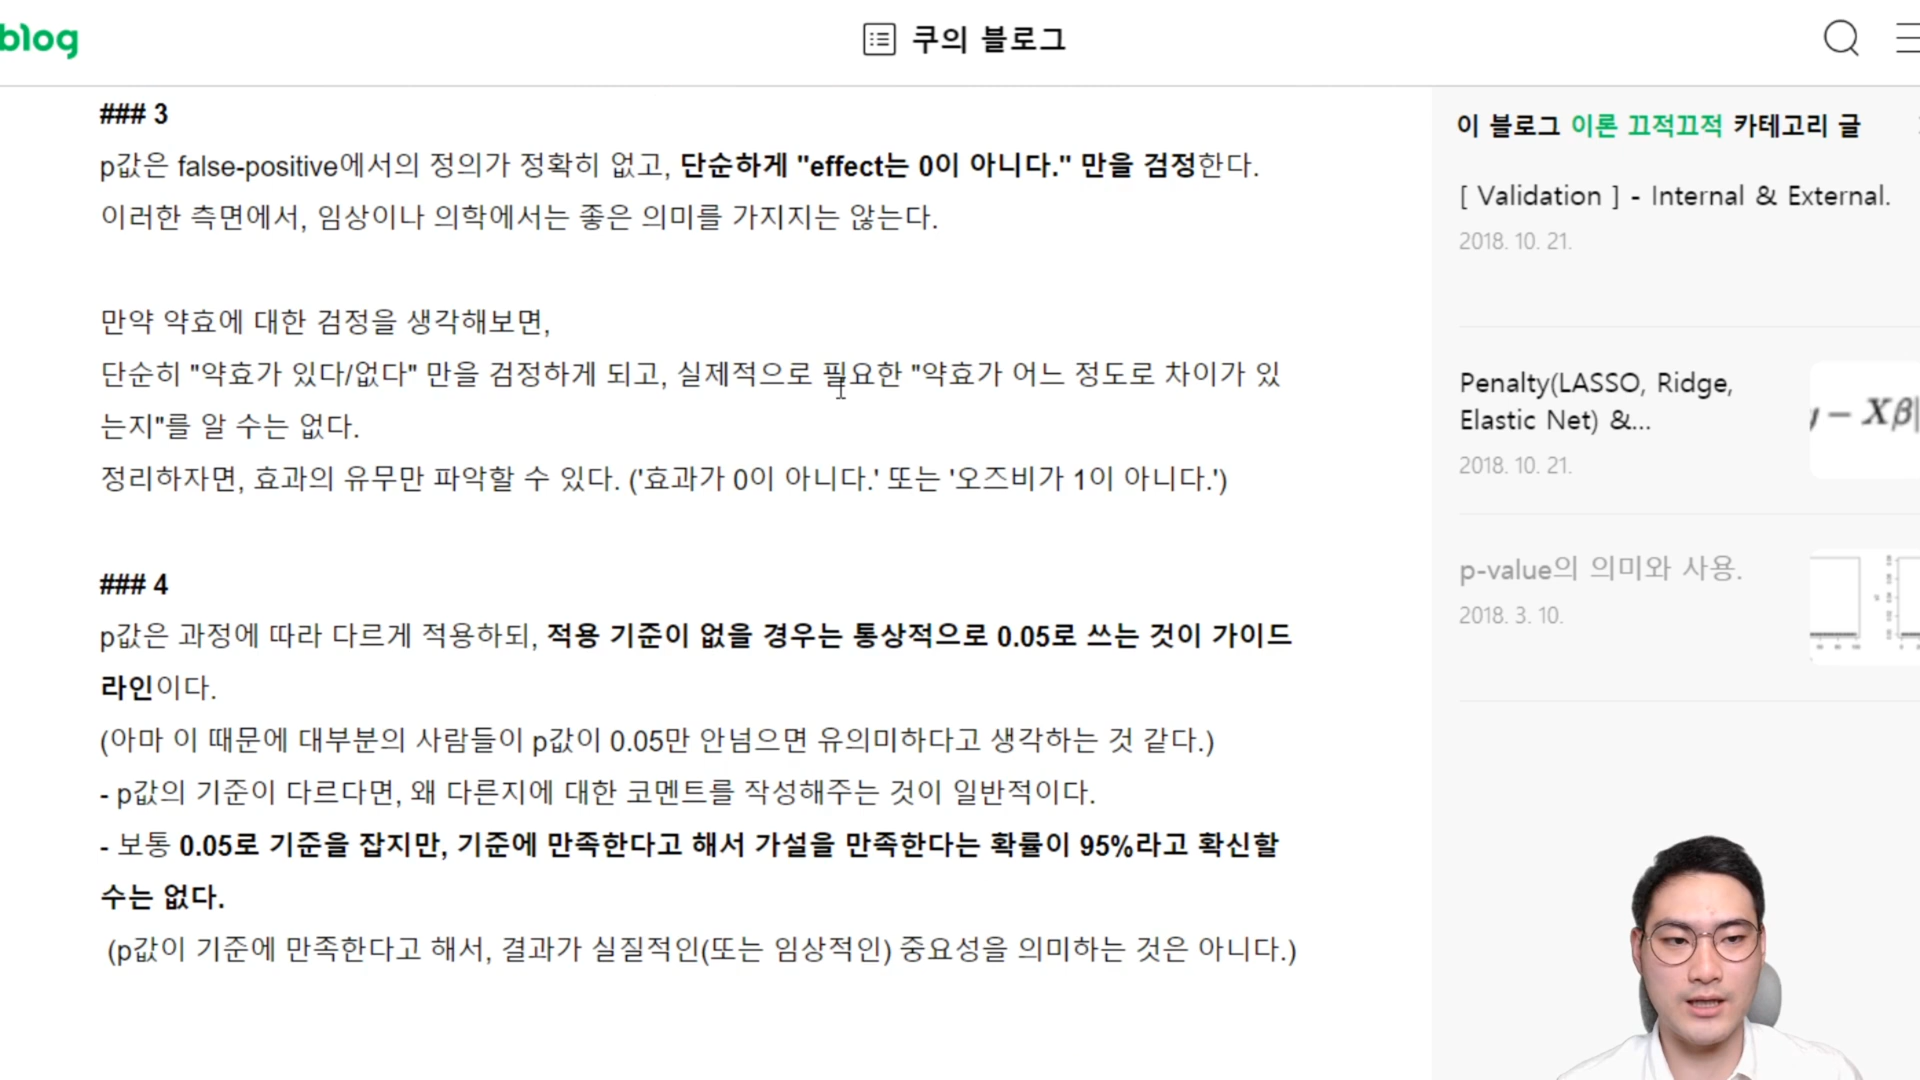 blog
쿠의 블로그
### 3
p값은 false-positive에서의 정의가 정확히 없고, 단순하게 "effect는 0이 아니다." 만을 검정한다.
이러한 측면에서, 임상이나 의학에서는 좋은 의미를 가지지는 않는다.
만약 약효에 대한 검정을 생각해보면,
단순히 "약효가 있다/없다" 만을 검정하게 되고, 실제적으로 필요한 "약효가 어느 정도로 차이가 있
는지"를 알 수는 없다.
정리하자면, 효과의 유무만 파악할 수 있다. ('효과가 0이 아니다.' 또는 '오즈비가 1이 아니다.')
### 4
p값은 과정에 따라 다르게 적용하되, 적용 기준이 없을 경우는 통상적으로 0.05로 쓰는 것이 가이드
라인이다.
(아마 이 때문에 대부분의 사람들이 p값이 0.05만 안넘으면 유의미하다고 생각하는 것 같다.)
- p값의 기준이 다르다면, 왜 다른지에 대한 코멘트를 작성해주는 것이 일반적이다.
- 보통 0.05로 기준을 잡지만, 기준에 만족한다고 해서 가설을 만족한다는 확률이 95%라고 확신할
수는 없다.
(p값이 기준에 만족한다고 해서, 결과가 실질적인(또는 임상적인) 중요성을 의미하는 것은 아니다.)
이 블로그 이론 끄적끄적 카테고리 글
[ Validation ] - Internal & External.
2018. 10. 21.
Penalty(LASSO, Ridge,
Elastic Net) &...
2018. 10. 21.
− Xβ|
p-value의 의미와 사용.
2018. 3. 10.